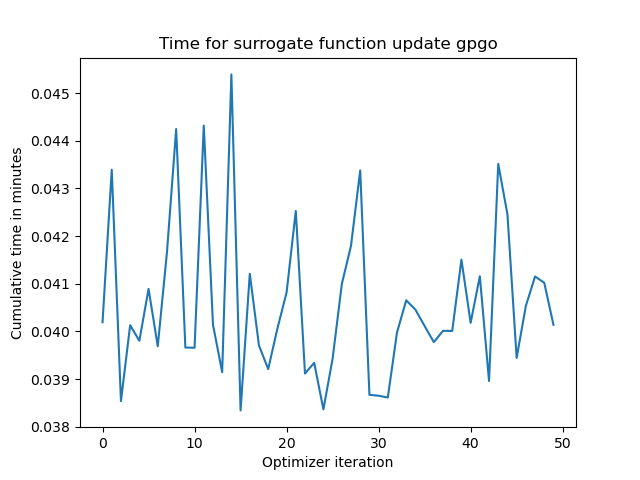 Time for surrogate function update gpgo
Cumulative time in minutes
0.045
0.044
0.043
0.042
0.041
0.040
0.039
0.038
0 10 20 30 40 50
Optimizer iteration